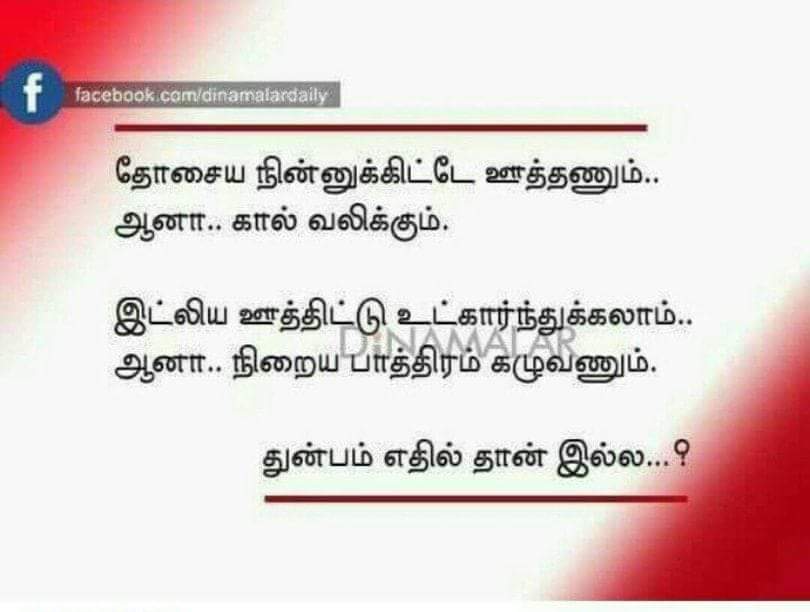 f facebook.com/dinamalardaily
தோசைய நின்னுக்கிட்டே ஊத்தணும்..
ஆனா.. கால் வலிக்கும்.
இட்லிய ஊத்திட்டு உட்கார்ந்துக்கலாம்..
DINAMALAR
ஆனா.. நிறைய பாத்திரம் கழுவணும்.
துன்பம் எதில் தான் இல்ல...?